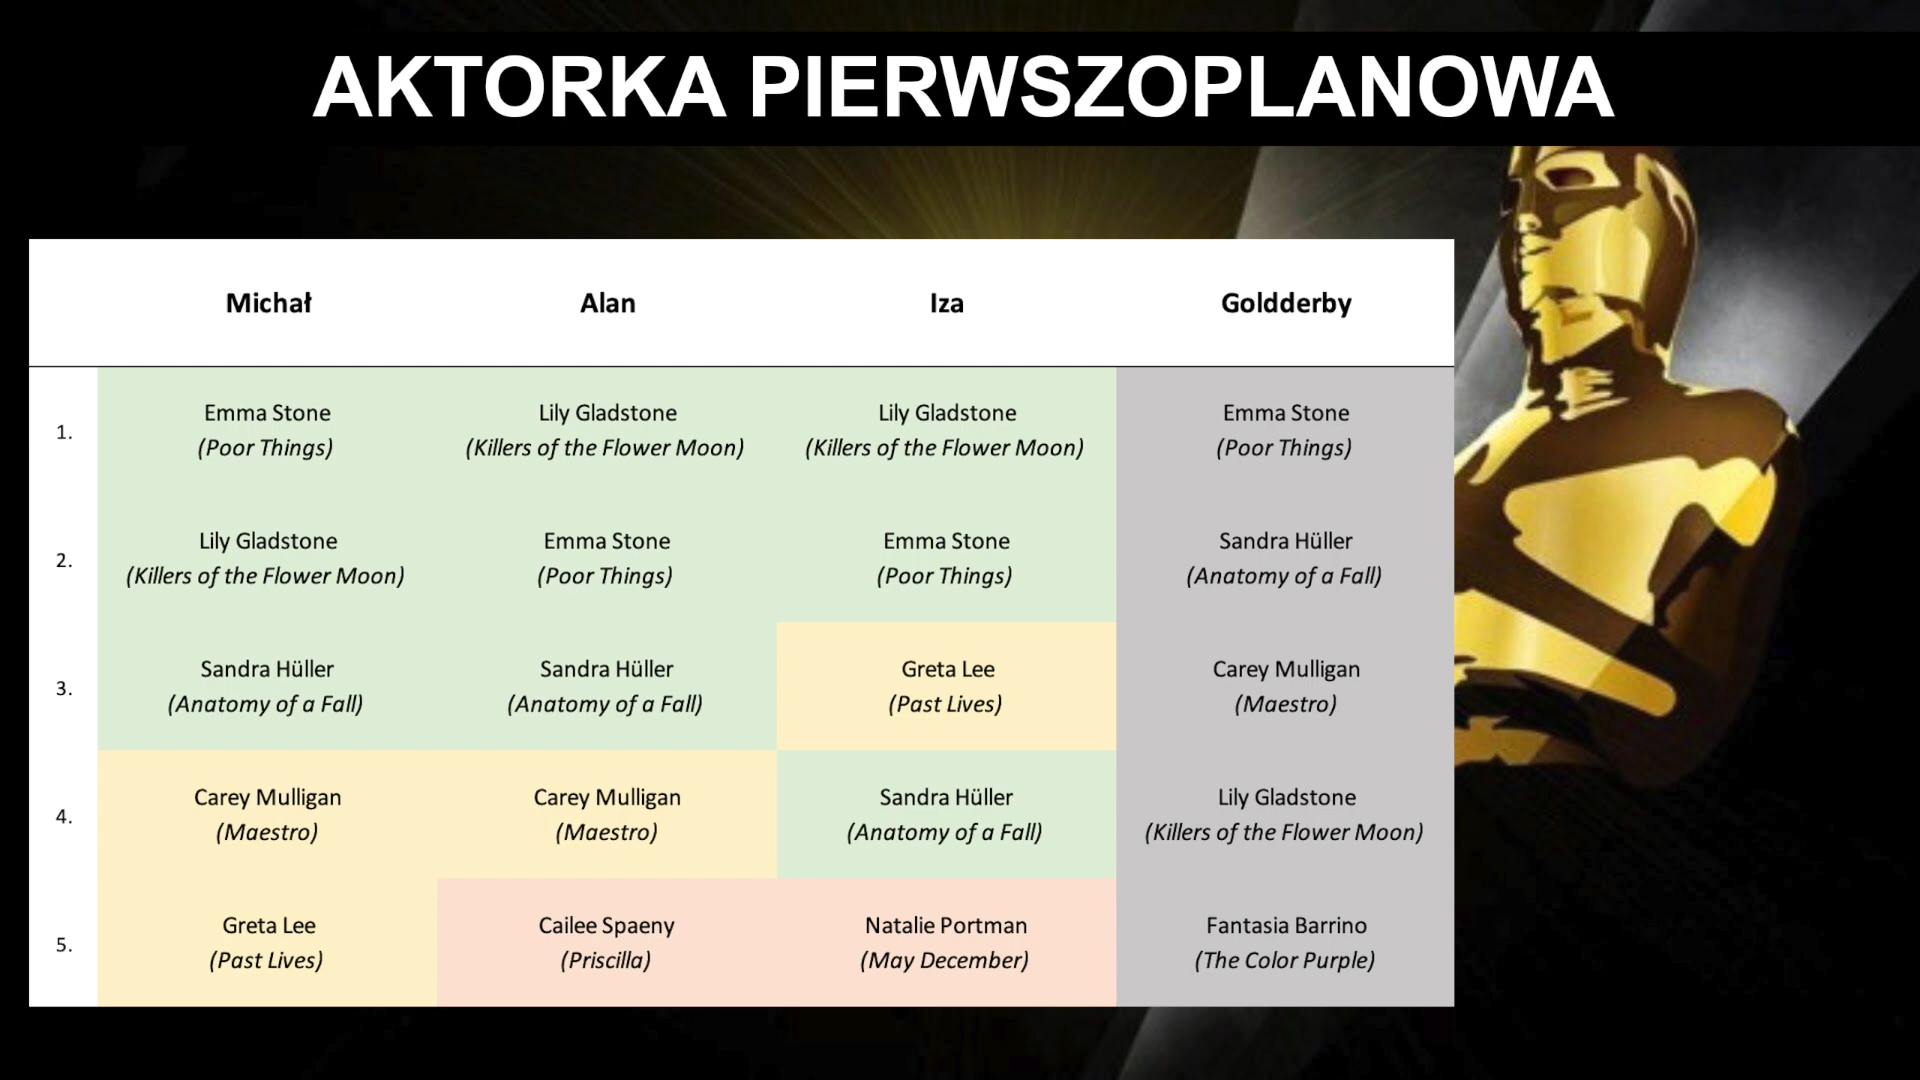 AKTORKA PIERWSZOPLANOWA
Michał Alan Iza Goldderby
1. Emma Stone Lily Gladstone Lily Gladstone Emma Stone
(Poor Things) (Killers of the Flower Moon) (Killers of the Flower Moon) (Poor Things)
2. Lily Gladstone Emma Stone Emma Stone Sandra Hüller
(Killers of the Flower Moon) (Poor Things) (Poor Things) (Anatomy of a Fall)
3. Sandra Hüller Sandra Hüller Greta Lee Carey Mulligan
(Anatomy of a Fall) (Anatomy of a Fall) (Past Lives) (Maestro)
4. Carey Mulligan Carey Mulligan Sandra Hüller Lily Gladstone
(Maestro) (Maestro) (Anatomy of a Fall) (Killers of the Flower Moon)
5. Greta Lee Cailee Spaeny Natalie Portman Fantasia Barrino
(Past Lives) (Priscilla) (May December) (The Color Purple)